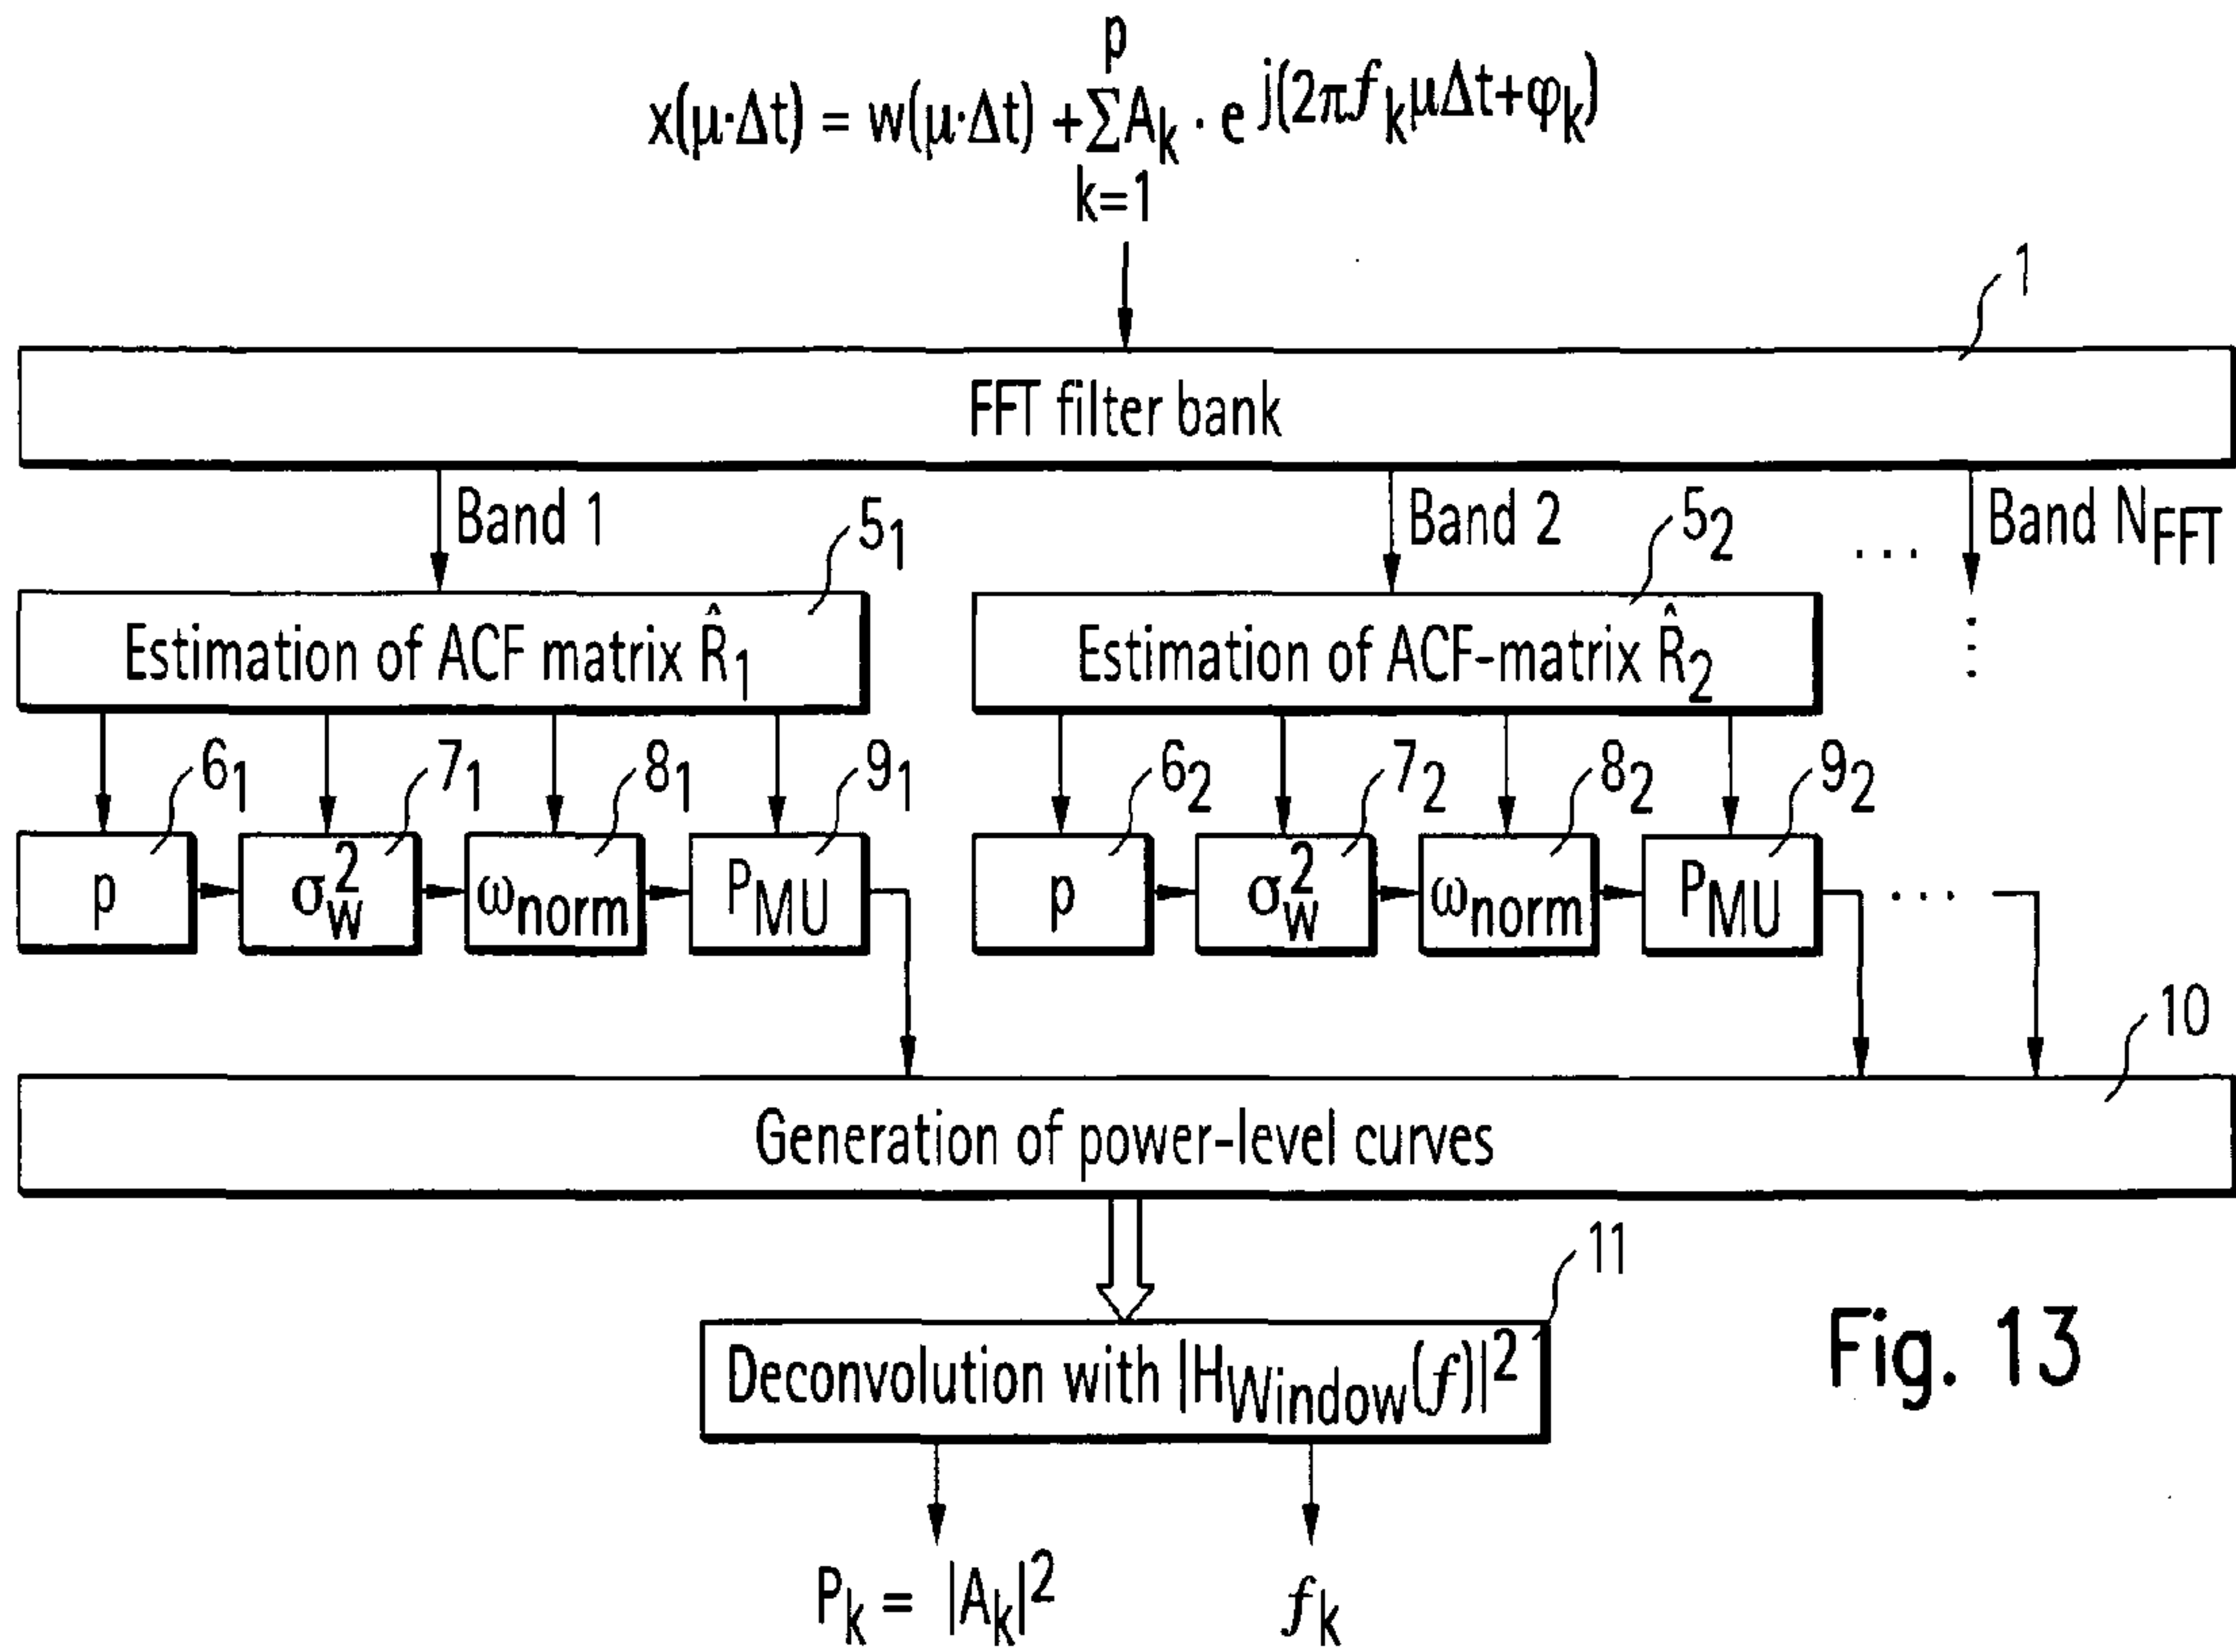 p
x(μ·Δt) = w(μ·Δt) + ∑ A_k · e^{j(2πf_kμΔt+φ_k)}
k=1
1
FFT filter bank
Band 1
5_1
Band 2
5_2
...
Band N_FFT
Estimation of ACF matrix R̂_1
Estimation of ACF-matrix R̂_2
⋮
6_1
7_1
8_1
9_1
6_2
7_2
8_2
9_2
p
σ_w^2
ω_norm
P_MU
p
σ_w^2
ω_norm
P_MU
...
10
Generation of power-level curves
11
Deconvolution with |H_Window(f)|^2
Fig. 13
P_k = |A_k|^2
f_k